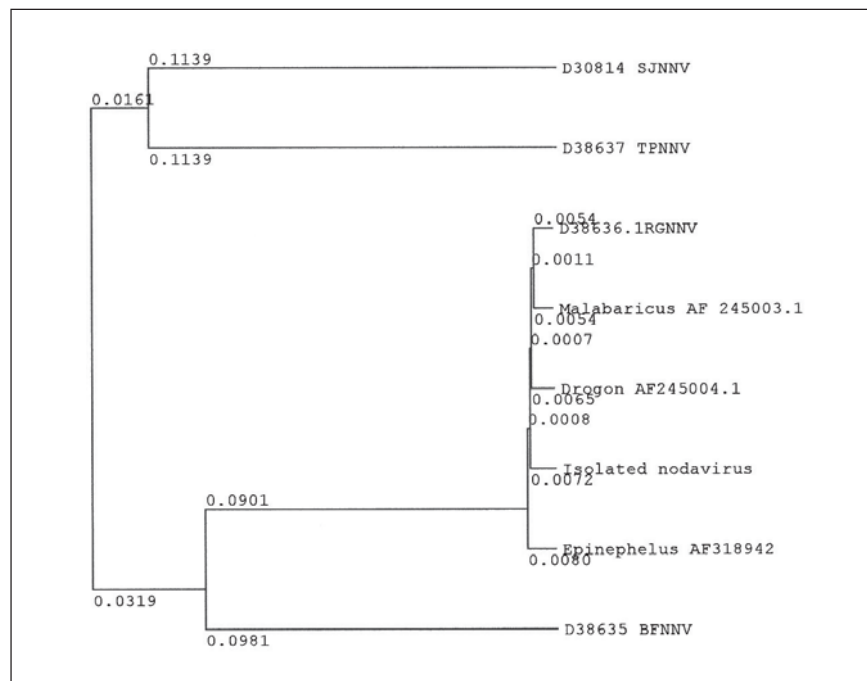 0.1139
D30814 SJNNV
0.0161
D38637 TPNNV
0.1139
0.0054
D38636.1RGNNV
0.0011
Malabaricus AF 245003.1
0.0054
0.0007
Drogon AF245004.1
0.0065
0.0008
Isolated nodavirus
0.0072
0.0901
Epinephelus AF318942
0.0080
0.0319
D38635 BFNNV
0.0981